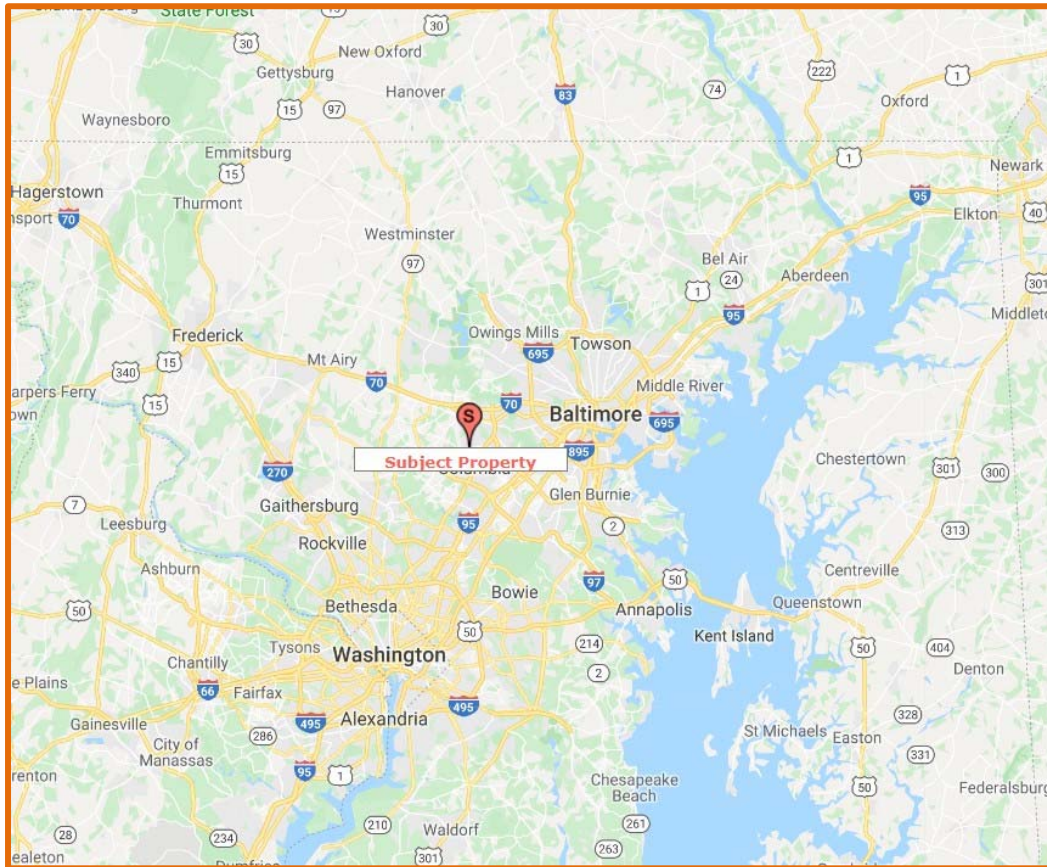 State Forest
30
30
New Oxford
15
Gettysburg
Hanover
83
222
1
74
Oxford
15
97
Waynesboro
Emmitsburg
15
1
Newark
Hagerstown
95
70
Thurmont
Elkton
40
Westminster
97
Bel Air
24
Aberdeen
301
1
95
Frederick
Owings Mills
695
Towson
Mt Airy
340
15
70
70
Middle River
15
S
Baltimore
695
Subject Property
895
Chestertown
301
300
270
Glen Burnie
Gaithersburg
7
Leesburg
95
2
313
Rockville
Ashburn
97
50
Centreville
Bowie
50
Bethesda
Annapolis
Queenstown
50
Kent Island
Tysons
50
214
50
404
Chantilly
Washington
2
Denton
66
Fairfax
495
Gainesville
495
Alexandria
328
286
St Michaels
Easton
City of
Manassas
331
95
1
Chesapeake
Beach
50
Federalsburg
28
234
210
Waldorf
261
301
263